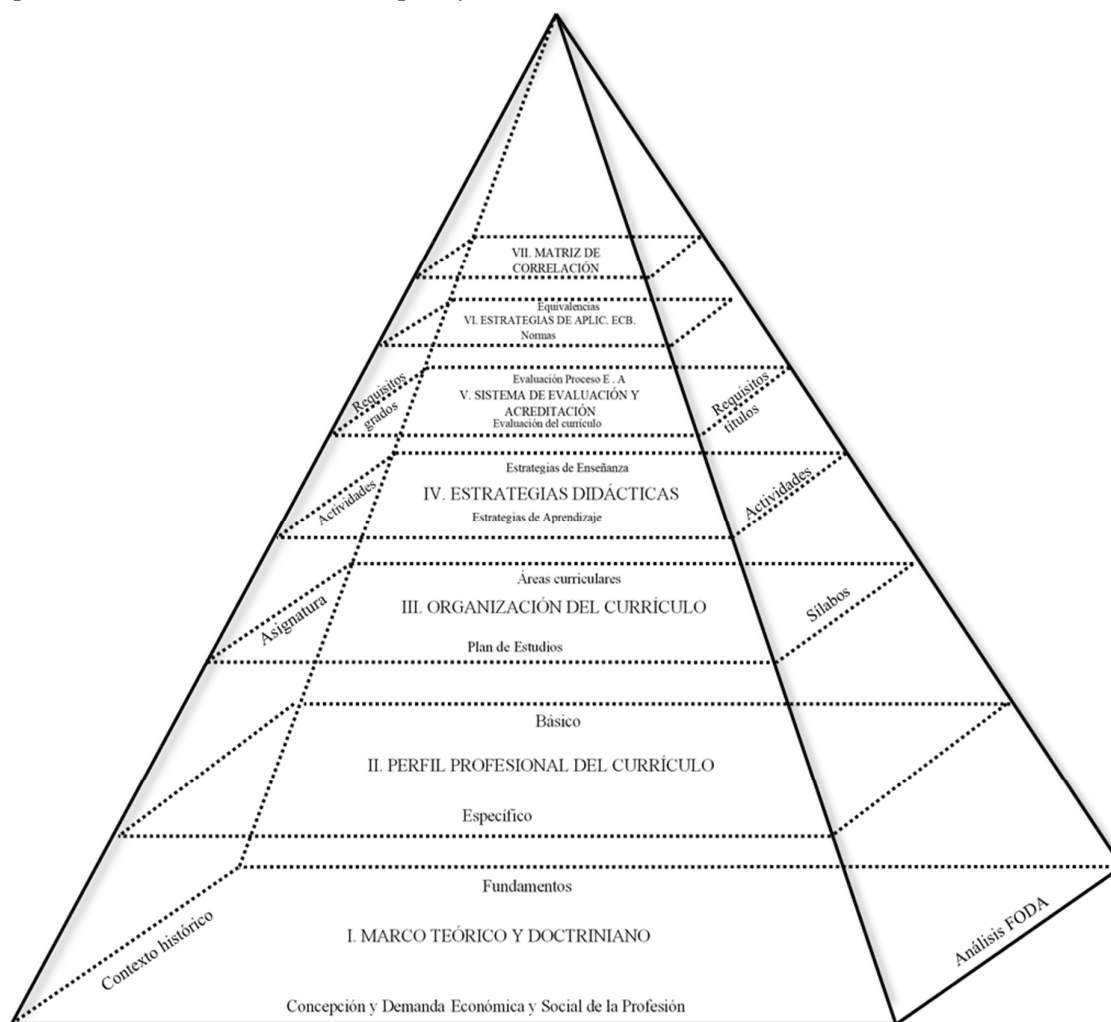 VII. MATRIZ DE
CORRELACIÓN
Equivalencias
VI. ESTRATEGIAS DE APLIC. ECB.
Normas
Requisitos
grados
Evaluación Proceso E . A
V. SISTEMA DE EVALUACIÓN Y
ACREDITACIÓN
Evaluación del currículo
Requisitos
títulos
Actividades
Estrategias de Enseñanza
IV. ESTRATEGIAS DIDÁCTICAS
Estrategias de Aprendizaje
Actividades
Asignatura
Áreas curriculares
III. ORGANIZACIÓN DEL CURRÍCULO
Plan de Estudios
Sílabos
Básico
II. PERFIL PROFESIONAL DEL CURRÍCULO
Específico
Contexto histórico
Fundamentos
I. MARCO TEÓRICO Y DOCTRINIANO
Concepción y Demanda Económica y Social de la Profesión
Análisis FODA